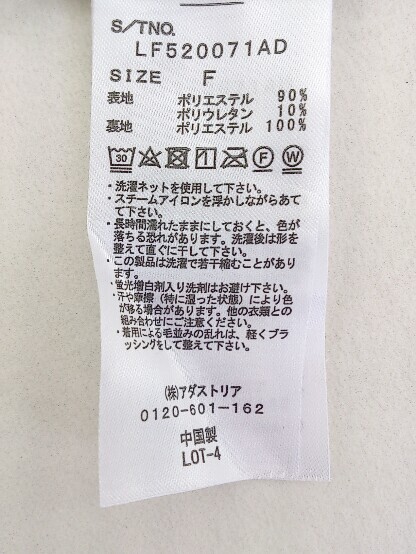 S/TNO.
LF520071AD
SIZE F
表地 ポリエステル 90%
ポリウレタン 10%
裏地 ポリエステル 100%
30 F W
・洗濯ネットを使用して下さい。
・スチームアイロンを浮かしながらあて
て下さい。
・長時間濡れたままにしておくと、色が
落ちる恐れがあります。洗濯後は形を
整えて直ぐに干して下さい。
・この製品は洗濯で若干縮むことがあり
ます。
・蛍光増白剤入り洗剤はお避け下さい。
・汗や摩擦（特に湿った状態）により色
が移る場合があります。他の衣類との
組み合わせにご注意ください。
・着用による毛並みの乱れは、軽くブラ
ッシングをして整えて下さい。
(株)アダストリア
0120-601-162
中国製
LOT-4